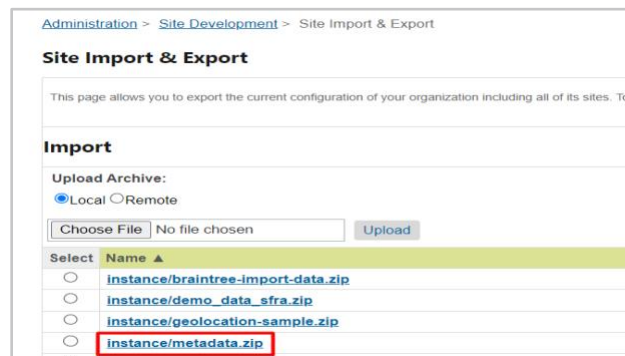 Administration > Site Development > Site Import & Export
Site Import & Export
This page allows you to export the current configuration of your organization including all of its sites. To
Import
Upload Archive:
Local Remote
Choose File No file chosen Upload
Select Name ▲
instance/braintree-import-data.zip
instance/demo_data_sfra.zip
instance/geolocation-sample.zip
instance/metadata.zip